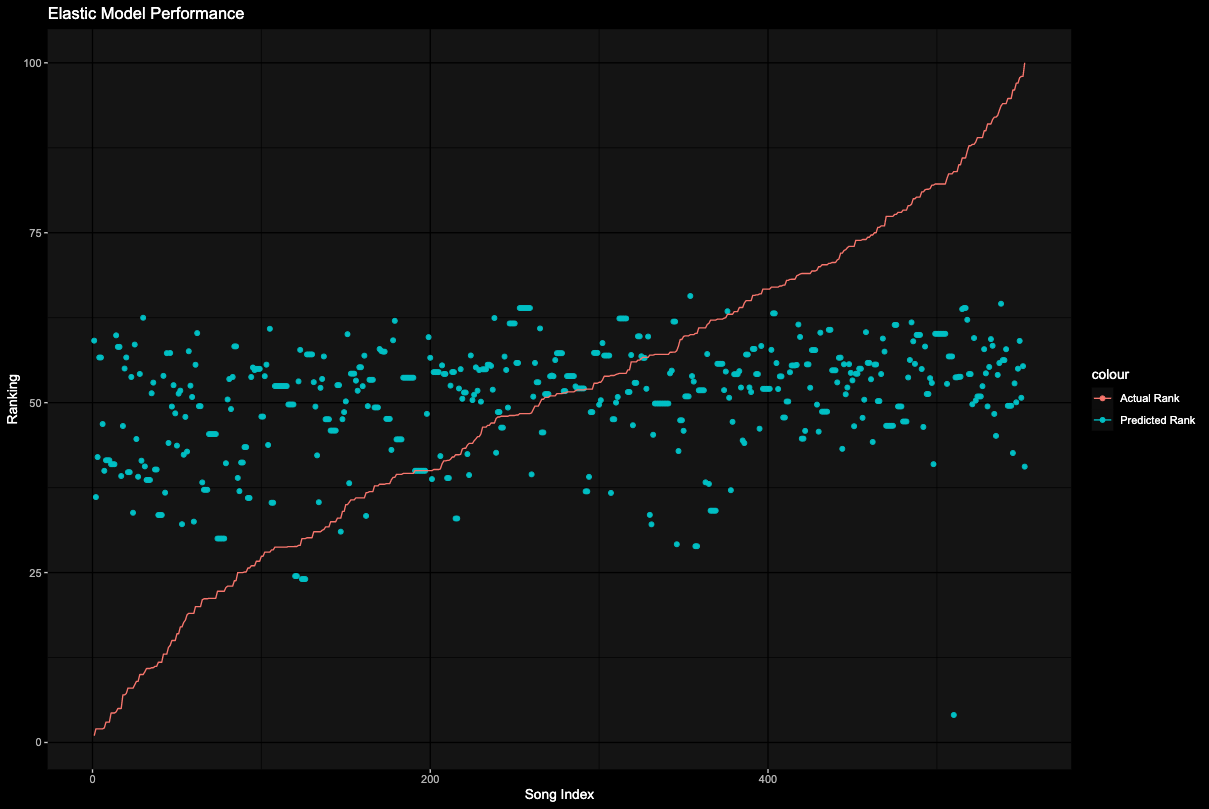 Elastic Model Performance
100
75
50
25
0
Ranking
0
200
400
Song Index
colour
Actual Rank
Predicted Rank